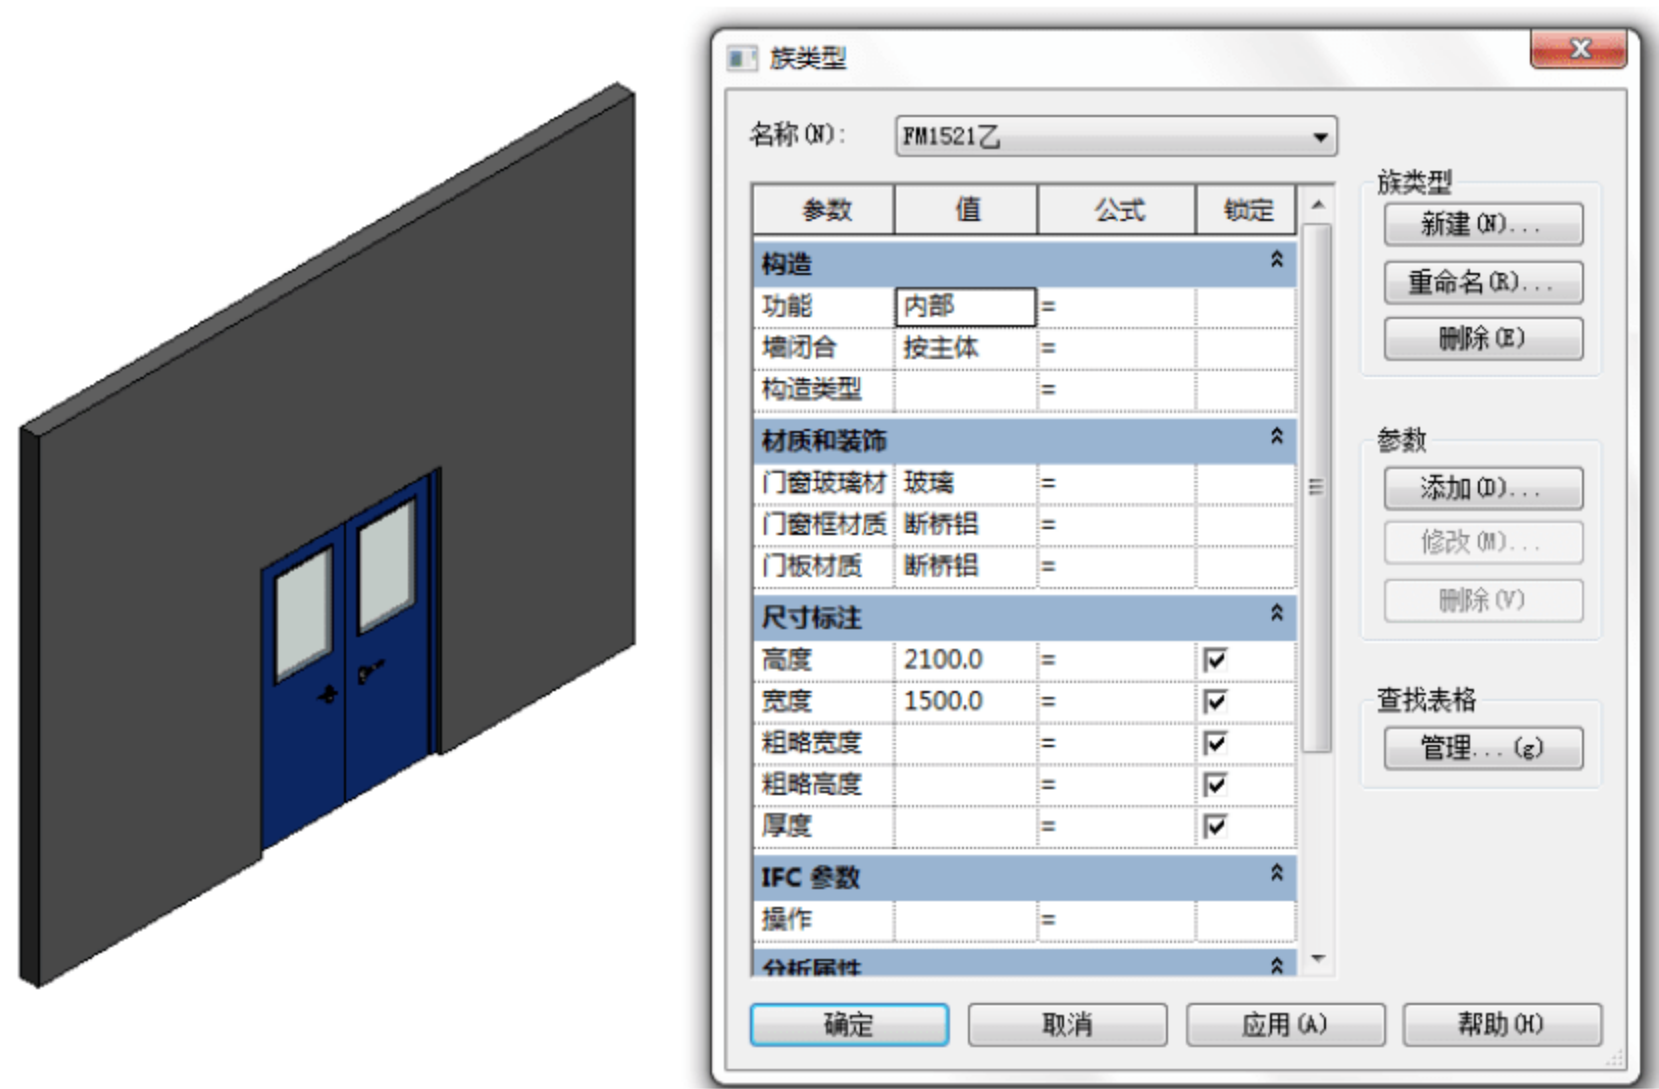 族类型
名称(N):
FM1521乙
参数 值 公式 锁定
构造
功能 内部 =
墙闭合 按主体 =
构造类型 =
材质和装饰
门窗玻璃材 玻璃 =
门窗框材质 断桥铝 =
门板材质 断桥铝 =
尺寸标注
高度 2100.0 =
宽度 1500.0 =
粗略宽度 =
粗略高度 =
厚度 =
IFC 参数
操作 =
分析属性
族类型
新建(N)...
重命名(R)...
删除(E)
参数
添加(D)...
修改(M)...
删除(V)
查找表格
管理...(g)
确定 取消 应用(A) 帮助(H)